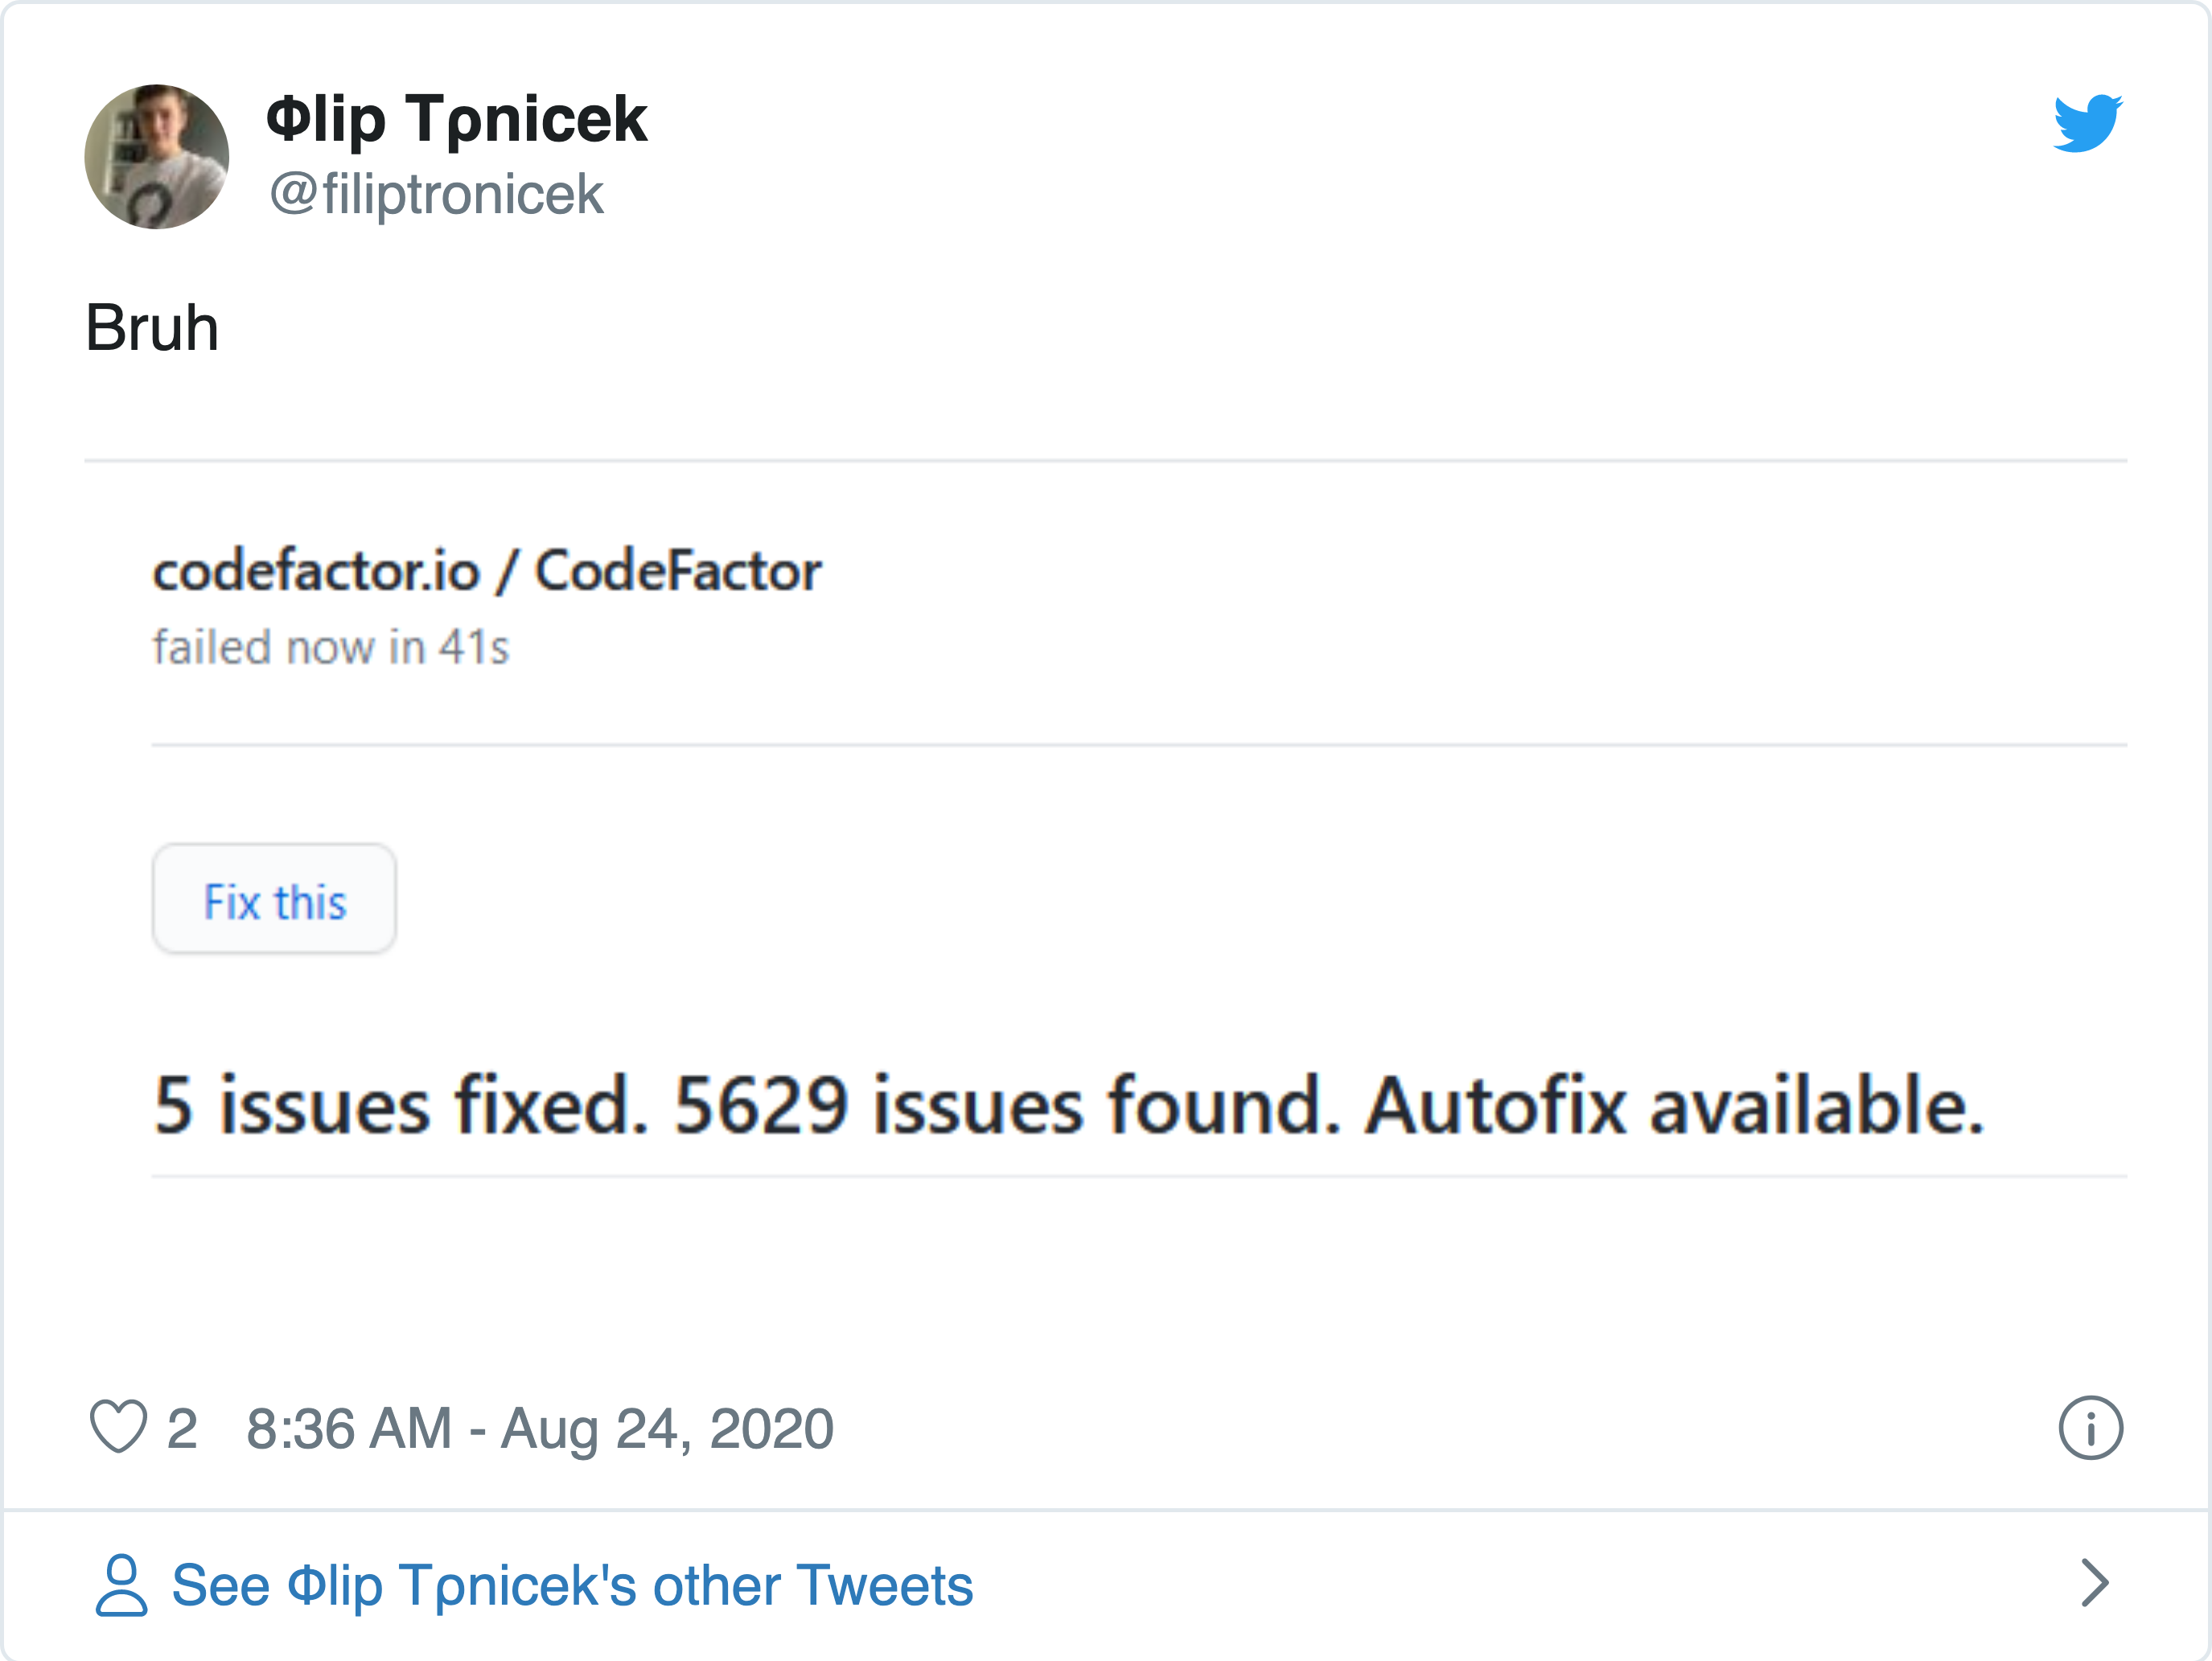 Φlip Tρnicek
@filiptronicek
Bruh
codefactor.io / CodeFactor
failed now in 41s
Fix this
5 issues fixed. 5629 issues found. Autofix available.
2 8:36 AM - Aug 24, 2020
See Φlip Tρnicek's other Tweets